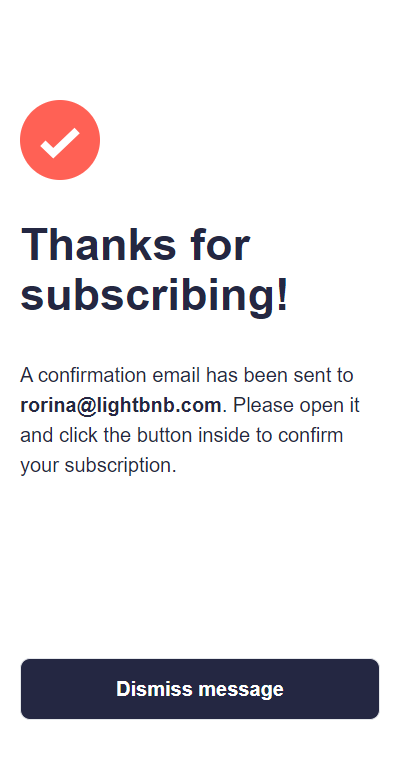 Thanks for
subscribing!
A confirmation email has been sent to
rorina@lightbnb.com. Please open it
and click the button inside to confirm
your subscription.
Dismiss message